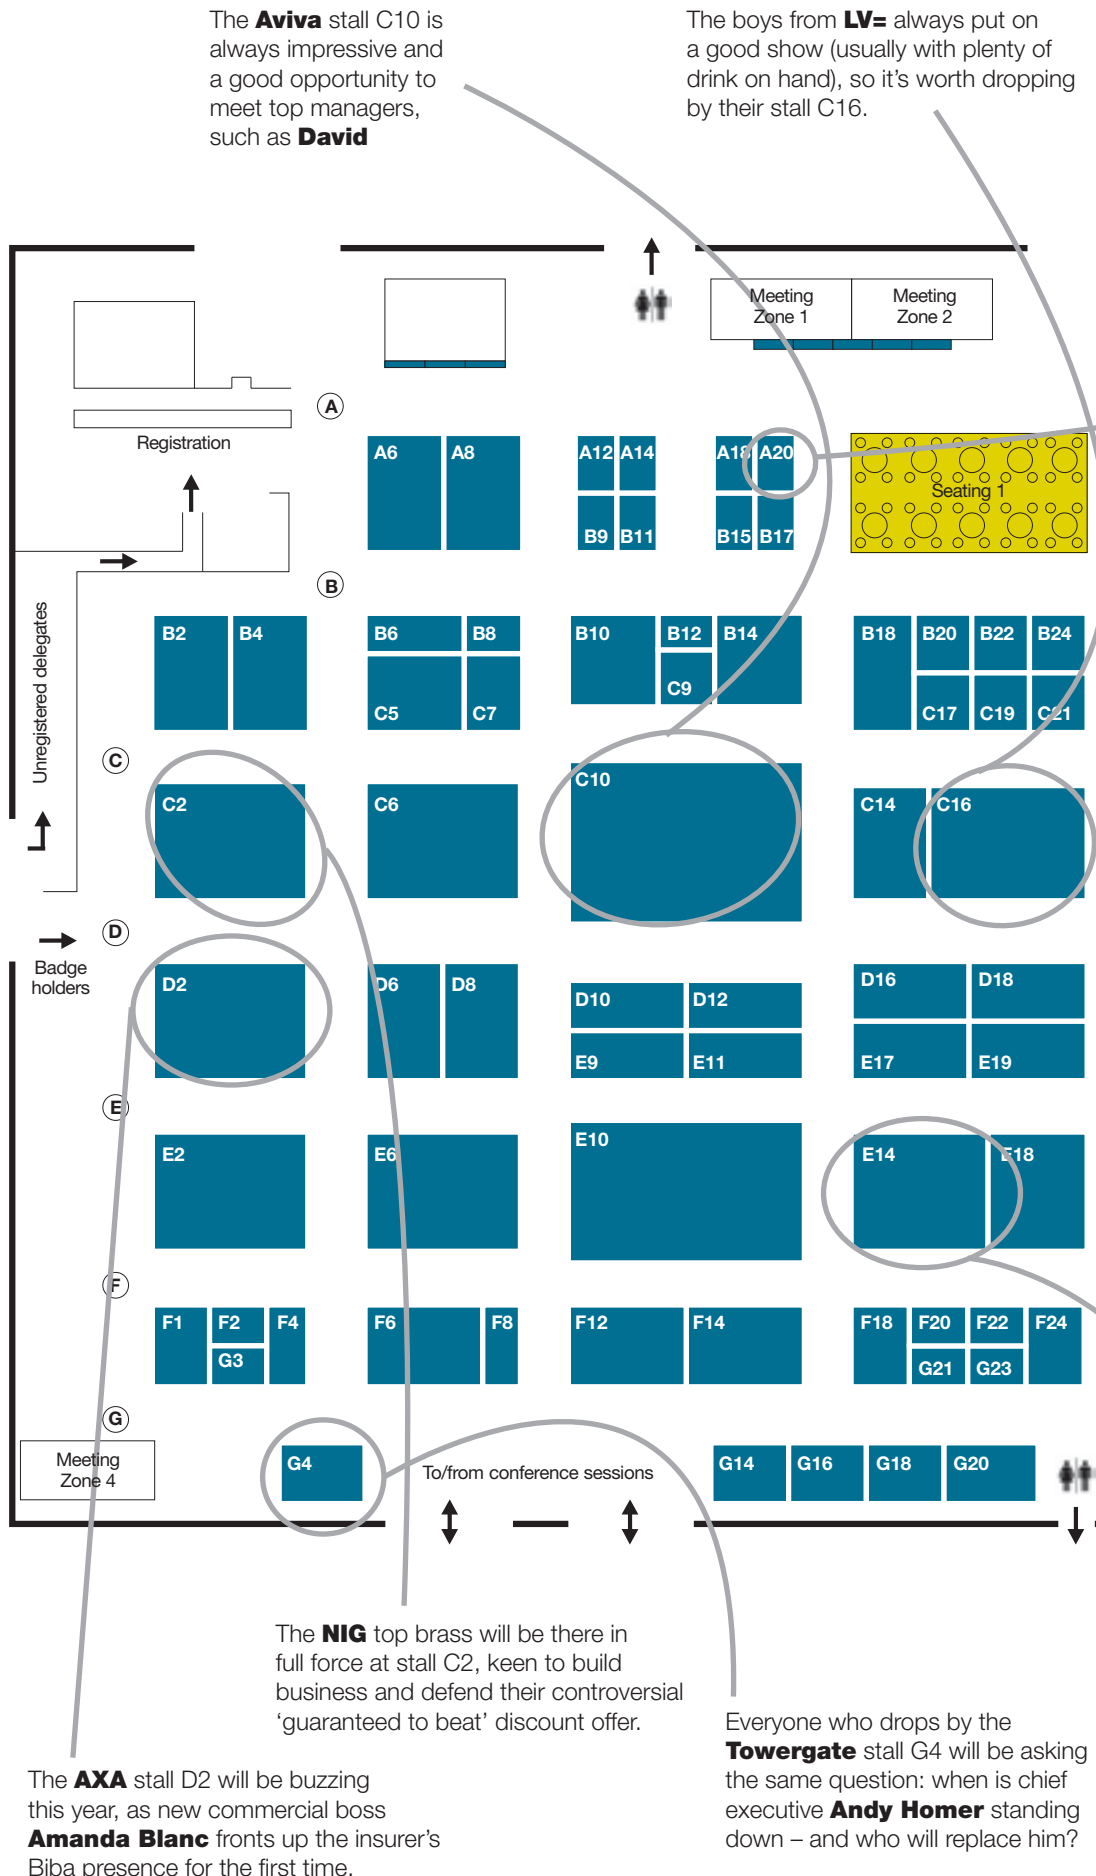 The Aviva stall C10 is
always impressive and
a good opportunity to
meet top managers,
such as David
The boys from LV= always put on
a good show (usually with plenty of
drink on hand), so it’s worth dropping
by their stall C16.
Meeting
Zone 1
Meeting
Zone 2
A
Registration
A6 A8 A12 A14 A18 A20
Seating 1
B9 B11 B15 B17
B
Unregistered delegates
B2 B4 B6 B8 B10 B12 B14 B18 B20 B22 B24
C5 C7 C9 C17 C19 C21
C
C2 C6 C10 C14 C16
D
Badge
holders
D2 D6 D8 D10 D12 D16 D18
E9 E11 E17 E19
E
E2 E6 E10 E14 E18
F
F1 F2 F4 F6 F8 F12 F14 F18 F20 F22 F24
G3 G21 G23
G
Meeting
Zone 4
G4
To/from conference sessions
G14 G16 G18 G20
The NIG top brass will be there in
full force at stall C2, keen to build
business and defend their controversial
‘guaranteed to beat’ discount offer.
Everyone who drops by the
Towergate stall G4 will be asking
the same question: when is chief
executive Andy Homer standing
down – and who will replace him?
The AXA stall D2 will be buzzing
this year, as new commercial boss
Amanda Blanc fronts up the insurer’s
Biba presence for the first time.